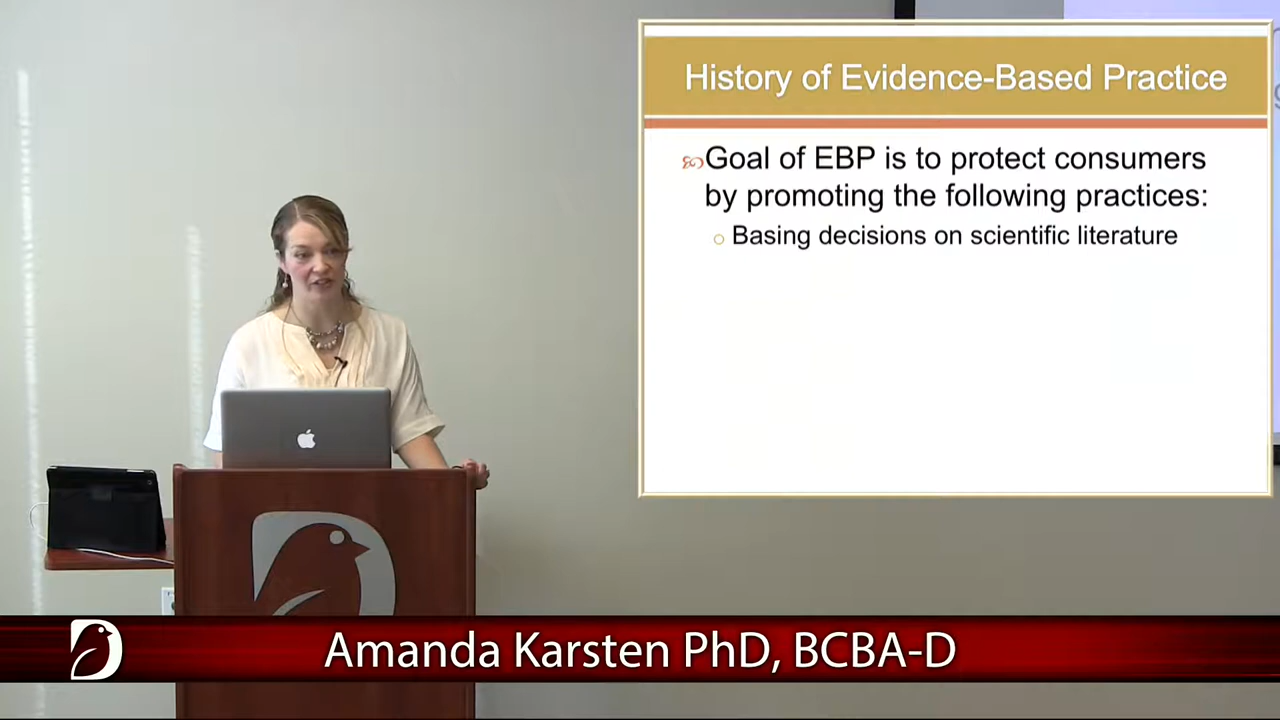 History of Evidence-Based Practice
Goal of EBP is to protect consumers
by promoting the following practices:
Basing decisions on scientific literature
Amanda Karsten PhD, BCBA-D